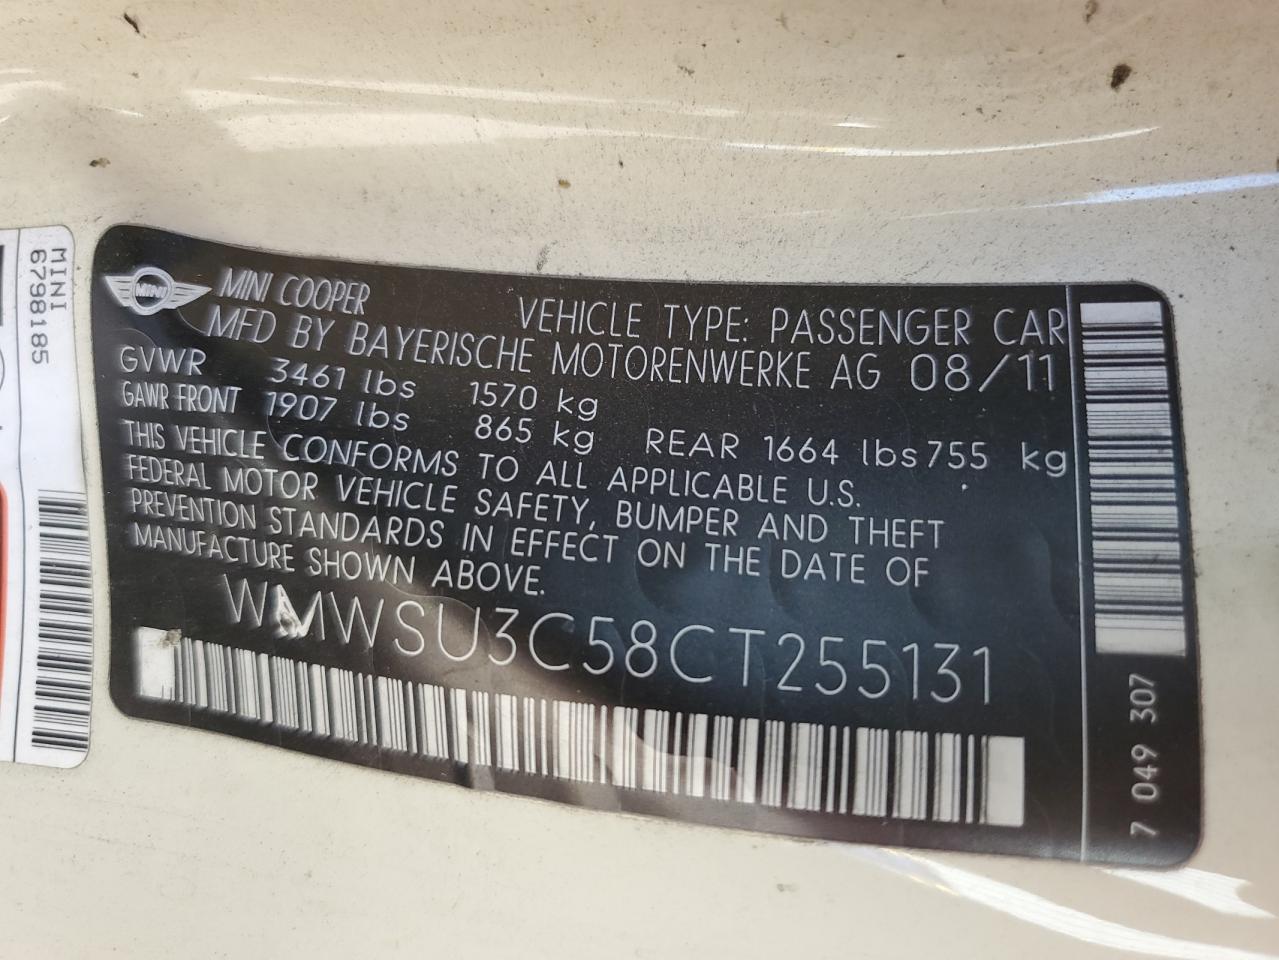 MINI
6798185
MINI
MINI COOPER
VEHICLE TYPE: PASSENGER CAR
MFD BY BAYERISCHE MOTORENWERKE AG 08/11
GVWR 3461 lbs 1570 kg
GAWR FRONT 1907 lbs 865 kg REAR 1664 lbs 755 kg
THIS VEHICLE CONFORMS TO ALL APPLICABLE U.S.
FEDERAL MOTOR VEHICLE SAFETY, BUMPER AND THEFT
PREVENTION STANDARDS IN EFFECT ON THE DATE OF
MANUFACTURE SHOWN ABOVE.
WMWSU3C58CT255131
7 049 307